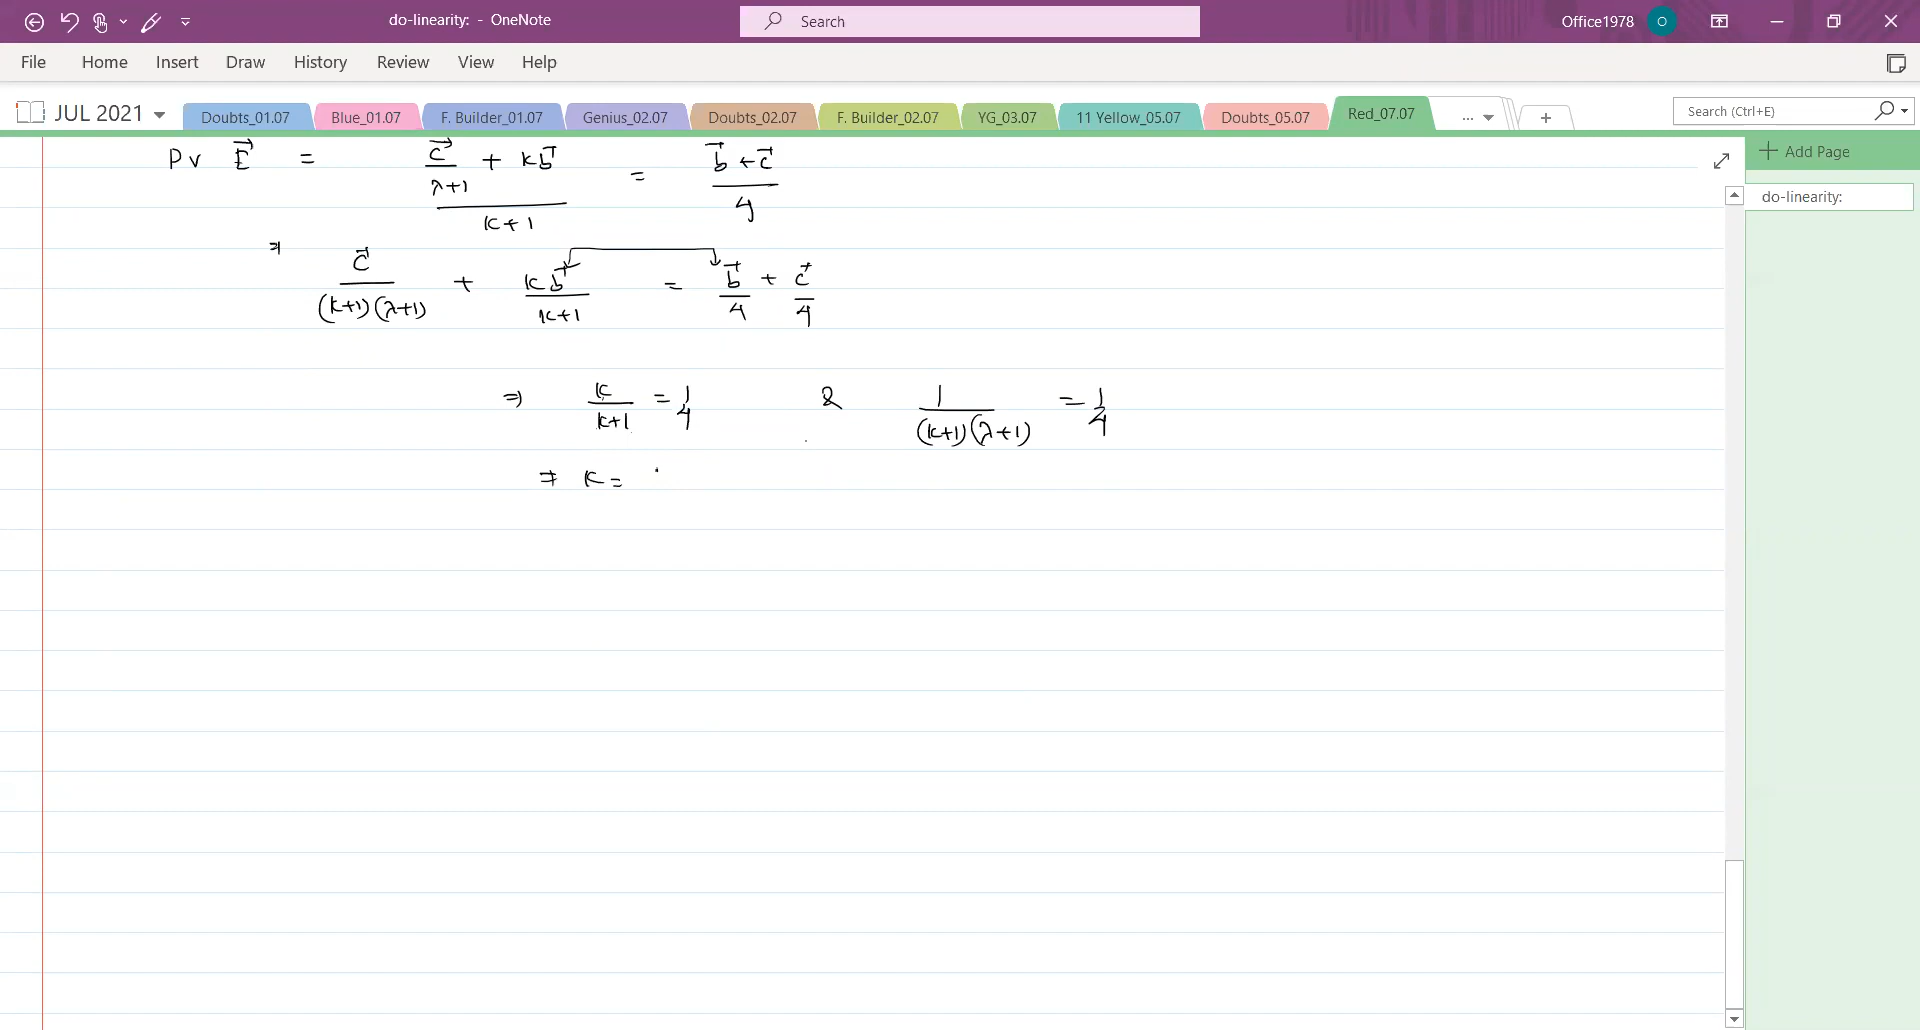 do-linearity: - OneNote
Search
Office1978
O
File Home Insert Draw History Review View Help
JUL 2021
Doubts_01.07 Blue_01.07 F. Builder_01.07 Genius_02.07 Doubts_02.07 F. Builder_02.07 YG_03.07 11 Yellow_05.07 Doubts_05.07 Red_07.07 ... +
Search (Ctrl+E)
+ Add Page
do-linearity:
Pv E⃗ = (c⃗/(λ+1) + kb⃗)/(k+1) = (b⃗ + c⃗)/4
⇒ c⃗/((k+1)(λ+1)) + kb⃗/(k+1) = b⃗/4 + c⃗/4
⇒ k/(k+1) = 1/4 & 1/((k+1)(λ+1)) = 1/4
⇒ k =